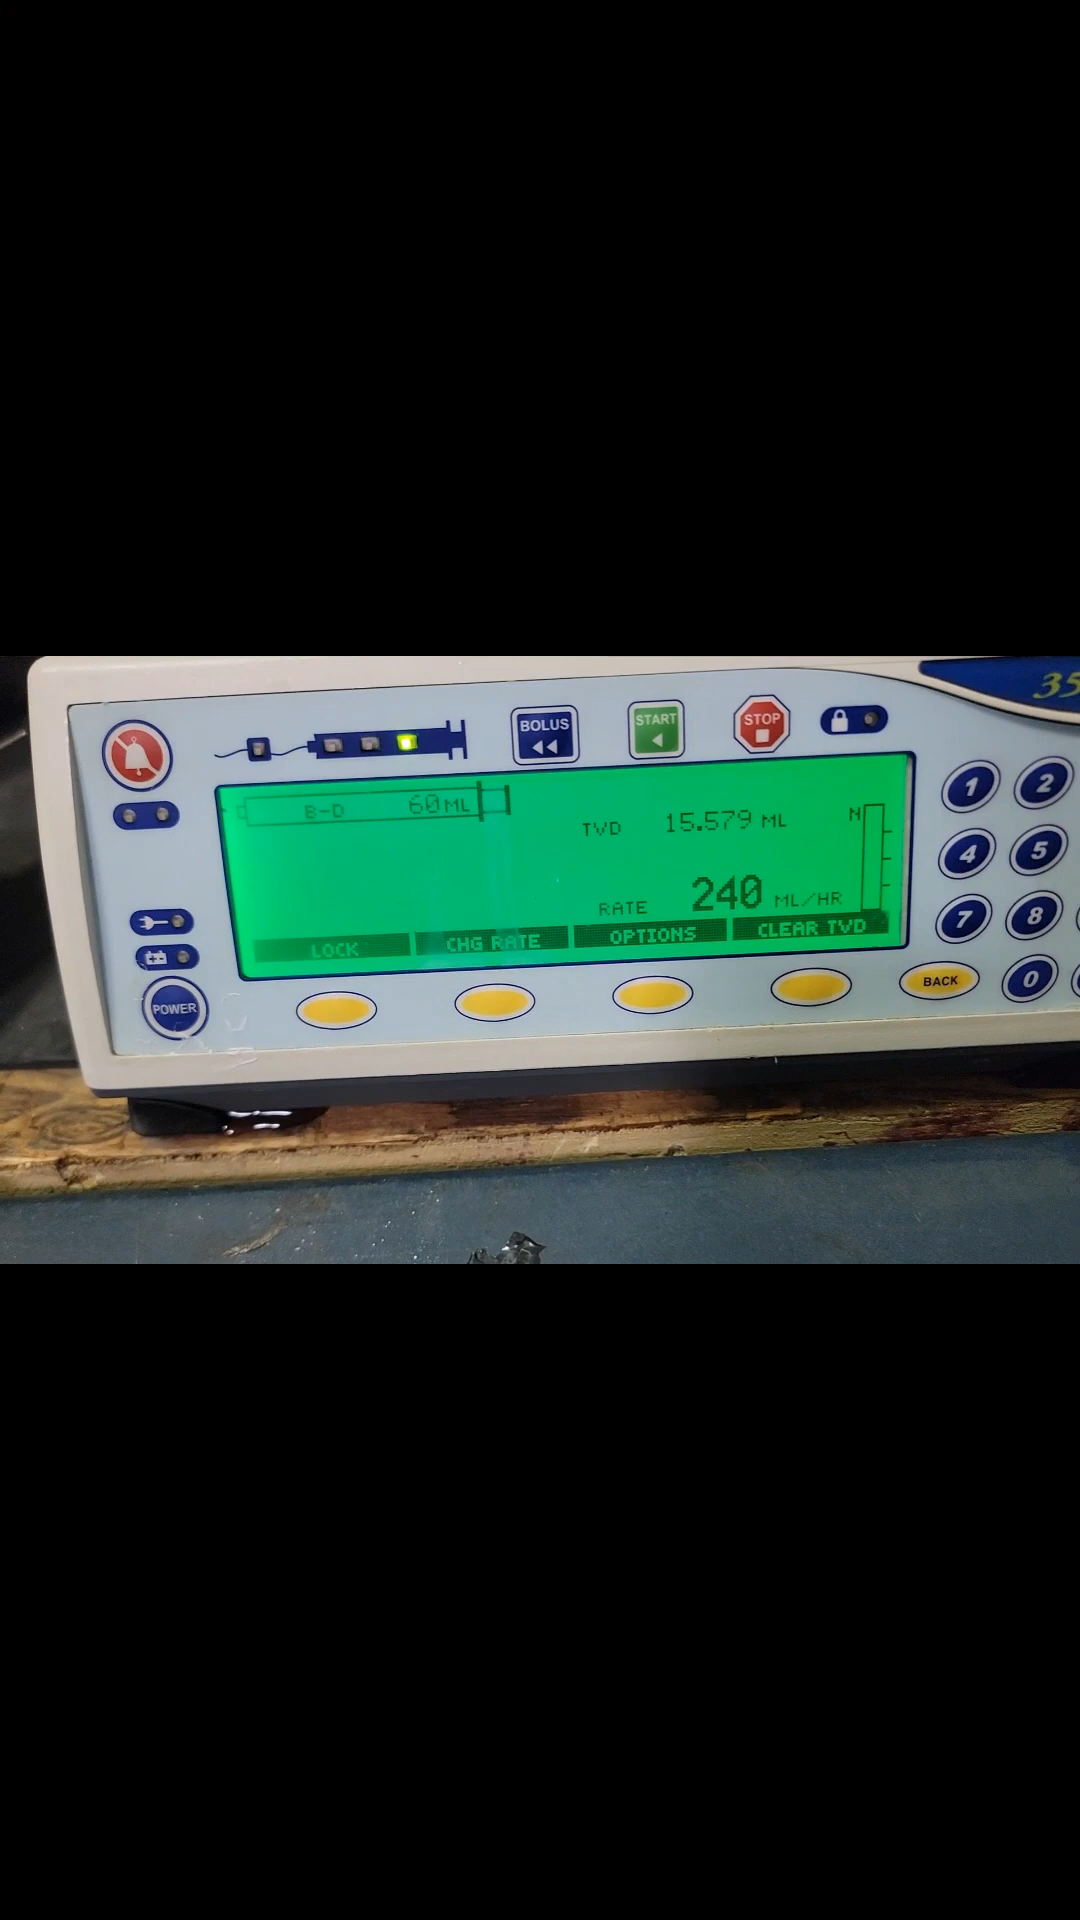 35
BOLUS
START
STOP
B-D 60 ML
TVD 15.579 ML
N
RATE 240 ML/HR
LOCK CHG RATE OPTIONS CLEAR TVD
POWER
BACK
1 2
4 5
7 8
0